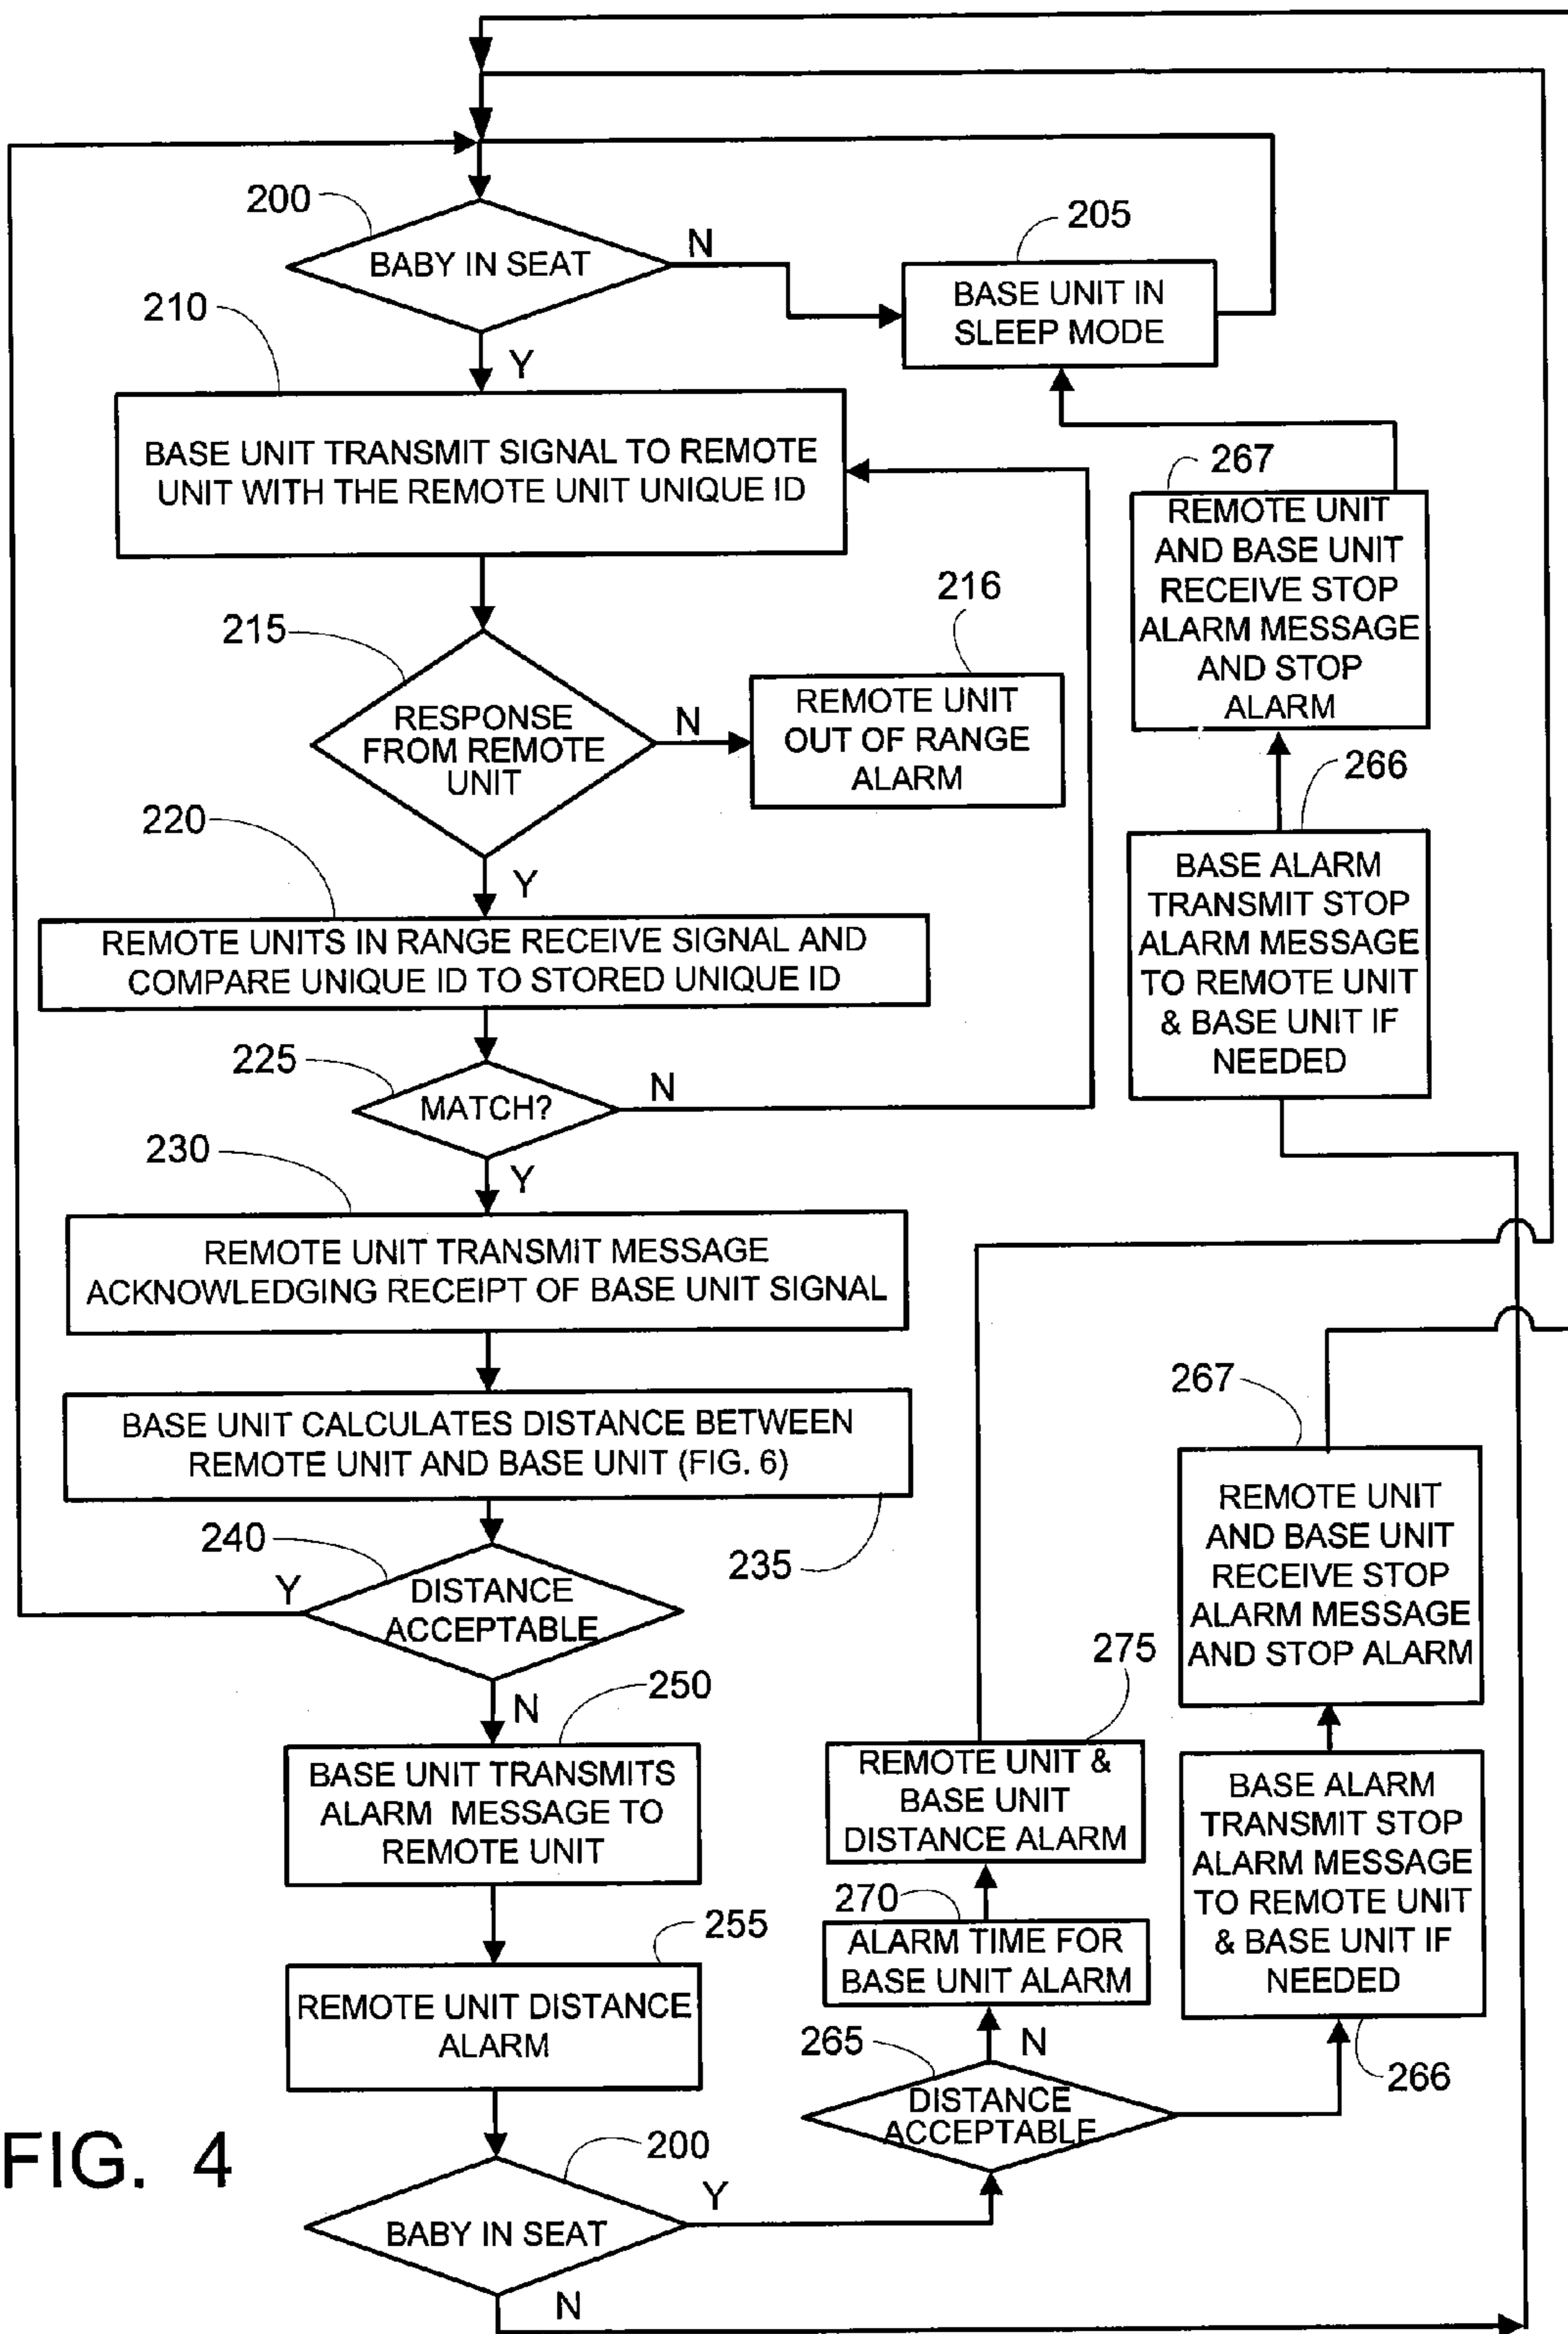 200
BABY IN SEAT
N
205
BASE UNIT IN
SLEEP MODE
Y
210
BASE UNIT TRANSMIT SIGNAL TO REMOTE
UNIT WITH THE REMOTE UNIT UNIQUE ID
215
RESPONSE
FROM REMOTE
UNIT
N
216
REMOTE UNIT
OUT OF RANGE
ALARM
Y
220
REMOTE UNITS IN RANGE RECEIVE SIGNAL AND
COMPARE UNIQUE ID TO STORED UNIQUE ID
225
MATCH?
N
Y
230
REMOTE UNIT TRANSMIT MESSAGE
ACKNOWLEDGING RECEIPT OF BASE UNIT SIGNAL
BASE UNIT CALCULATES DISTANCE BETWEEN
REMOTE UNIT AND BASE UNIT (FIG. 6)
235
240
Y
DISTANCE
ACCEPTABLE
N
250
BASE UNIT TRANSMITS
ALARM MESSAGE TO
REMOTE UNIT
255
REMOTE UNIT DISTANCE
ALARM
200
BABY IN SEAT
Y
N
265
DISTANCE
ACCEPTABLE
N
270
ALARM TIME FOR
BASE UNIT ALARM
275
REMOTE UNIT &
BASE UNIT
DISTANCE ALARM
266
BASE ALARM
TRANSMIT STOP
ALARM MESSAGE
TO REMOTE UNIT
& BASE UNIT IF
NEEDED
267
REMOTE UNIT
AND BASE UNIT
RECEIVE STOP
ALARM MESSAGE
AND STOP ALARM
266
BASE ALARM
TRANSMIT STOP
ALARM MESSAGE
TO REMOTE UNIT
& BASE UNIT IF
NEEDED
267
REMOTE UNIT
AND BASE UNIT
RECEIVE STOP
ALARM MESSAGE
AND STOP
ALARM
FIG. 4